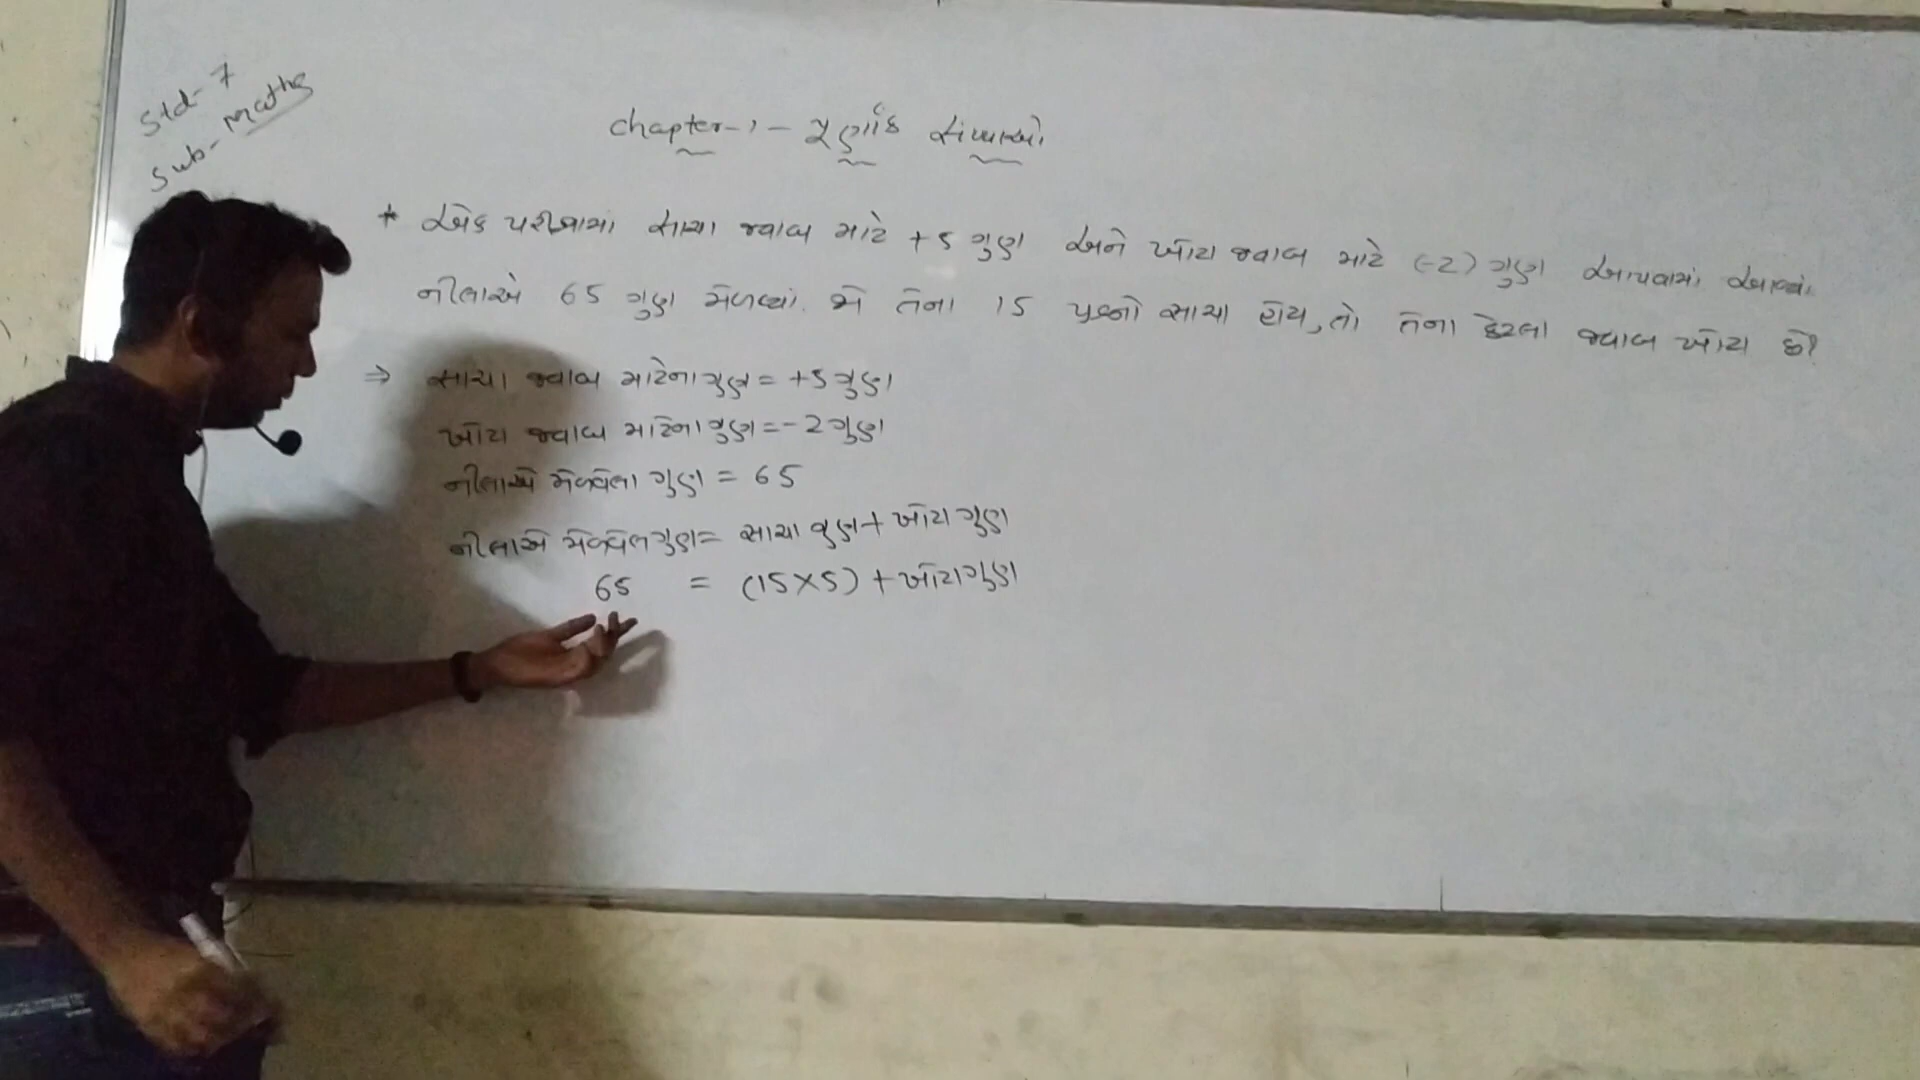 Std-7
Sub-Maths
chapter-1 - પૂર્ણાંક સંખ્યાઓ
* એક પરીક્ષામાં સાચા જવાબ માટે +5 ગુણ અને ખોટા જવાબ માટે (-2) ગુણ આપવામાં આવ્યાં.
નીલાએ 65 ગુણ મેળવ્યાં. જો તેના 15 પ્રશ્નો સાચા હોય, તો તેના કેટલા જવાબ ખોટા છે?
⇒ સાચા જવાબ માટેના ગુણ = +5 ગુણ
ખોટા જવાબ માટેના ગુણ = -2 ગુણ
નીલાએ મેળવેલા ગુણ = 65
નીલાએ મેળવેલ ગુણ = સાચા ગુણ + ખોટા ગુણ
65 = (15×5) + ખોટા ગુણ